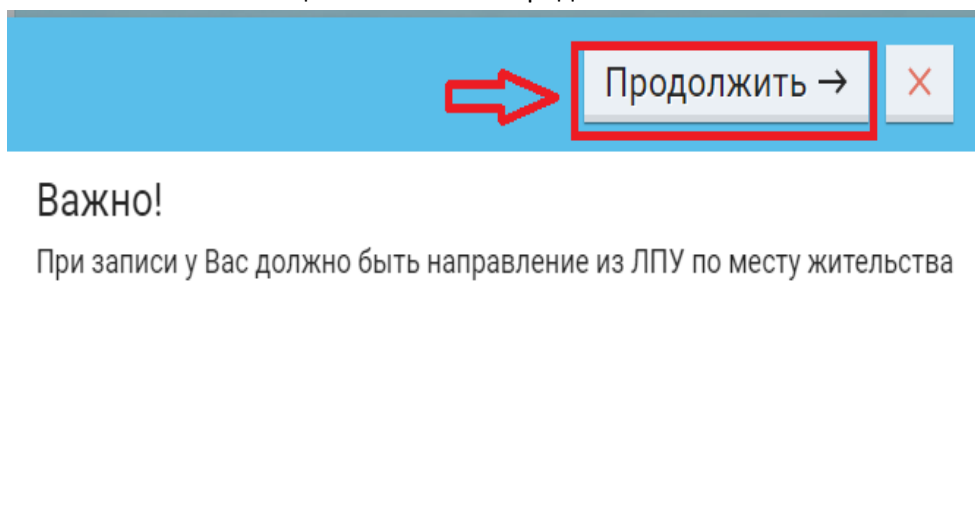 Продолжить →
Важно!
При записи у Вас должно быть направление из ЛПУ по месту жительства